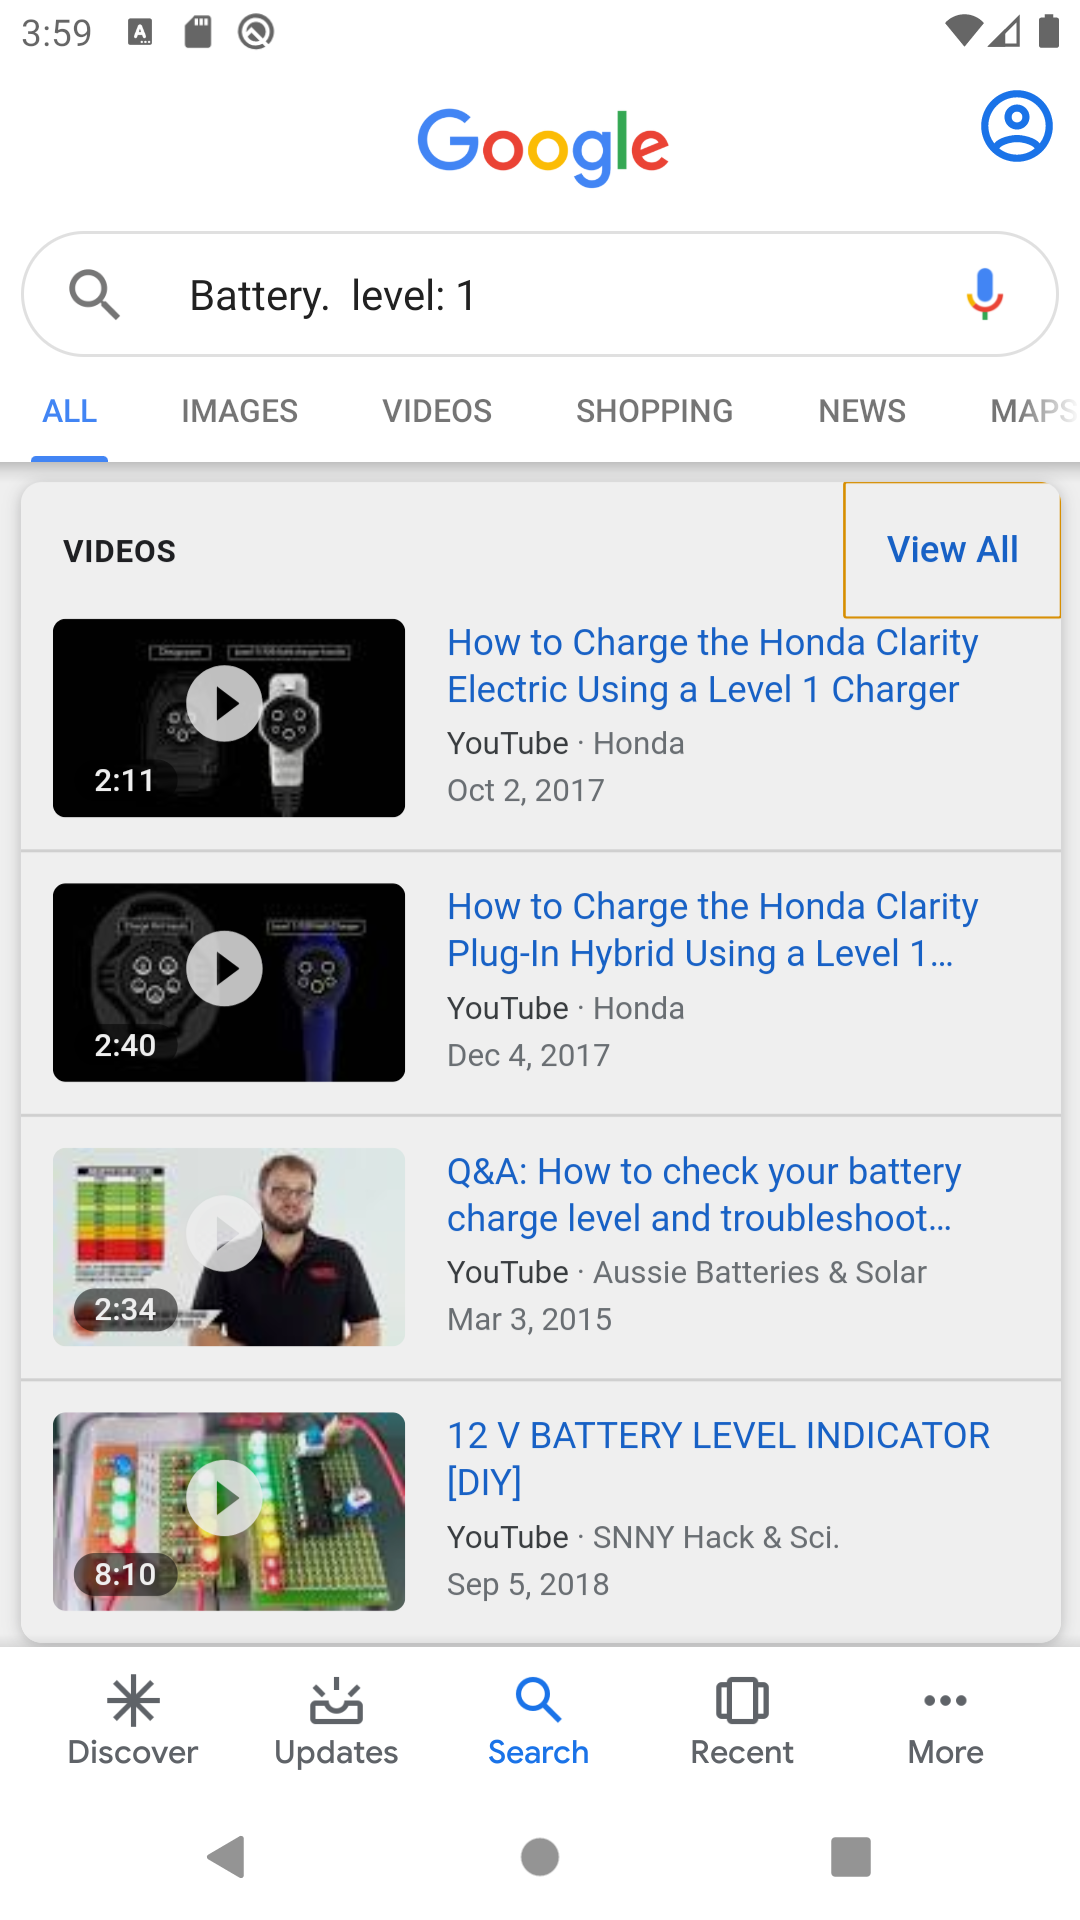 3:59
Google
Battery.  level: 1
ALL IMAGES VIDEOS SHOPPING NEWS MAPS
VIDEOS
View All
How to Charge the Honda Clarity
Electric Using a Level 1 Charger
YouTube · Honda
Oct 2, 2017
2:11
How to Charge the Honda Clarity
Plug-In Hybrid Using a Level 1...
YouTube · Honda
Dec 4, 2017
2:40
Q&A: How to check your battery
charge level and troubleshoot...
YouTube · Aussie Batteries & Solar
Mar 3, 2015
2:34
12 V BATTERY LEVEL INDICATOR
[DIY]
YouTube · SNNY Hack & Sci.
Sep 5, 2018
8:10
Discover Updates Search Recent More